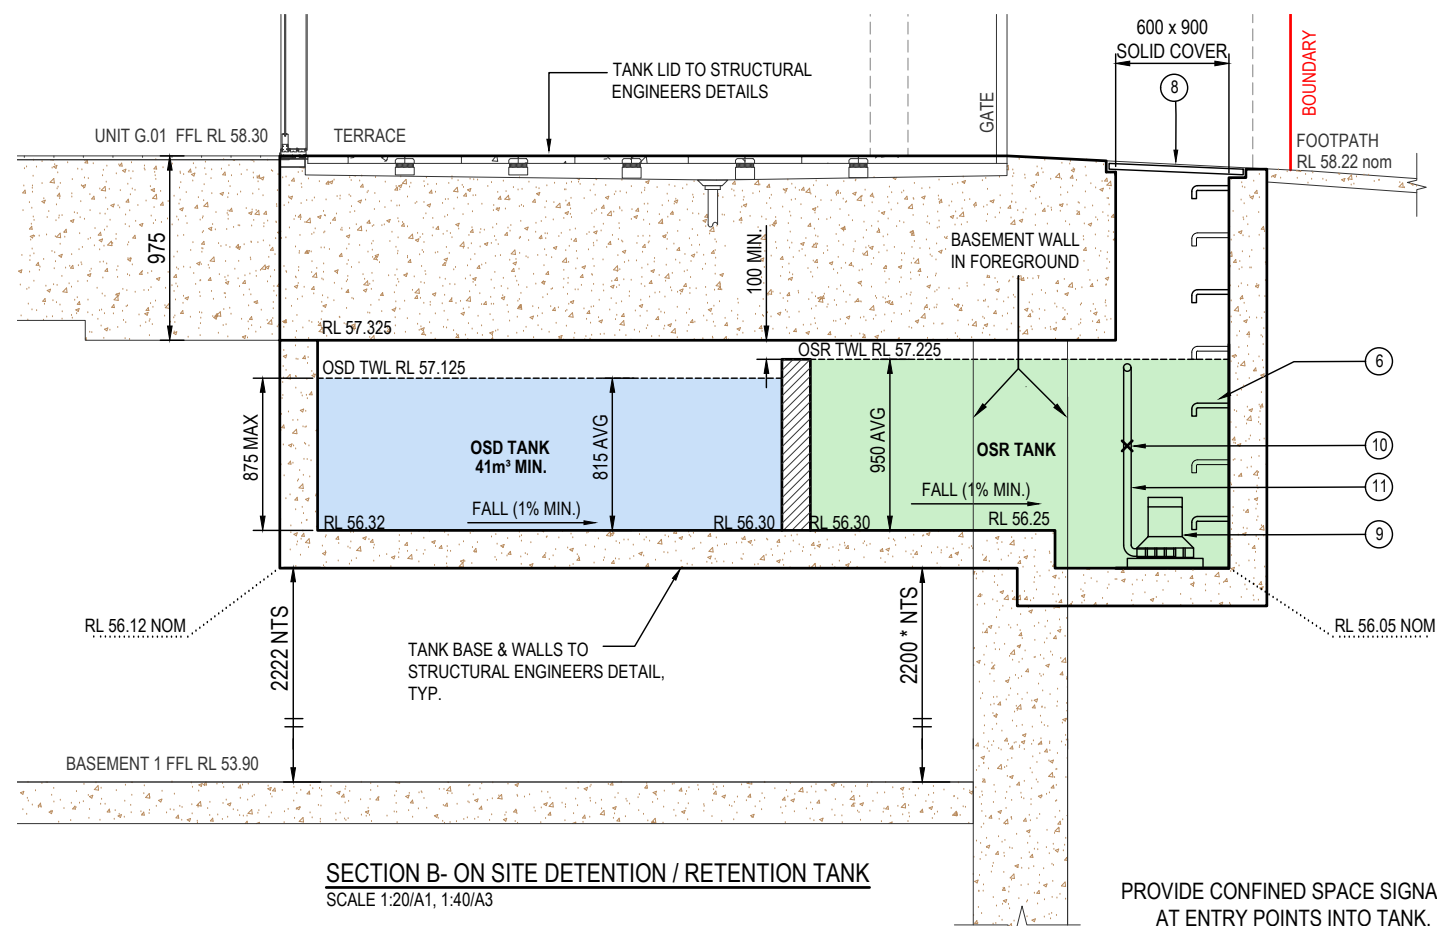 600 x 900
SOLID COVER
BOUNDARY
TANK LID TO STRUCTURAL
ENGINEERS DETAILS
8
GATE
UNIT G.01 FFL RL 58.30
TERRACE
FOOTPATH
RL 58.22 nom
975
100 MIN.
BASEMENT WALL
IN FOREGROUND
RL 57.325
OSD TWL RL 57.125
OSR TWL RL 57.225
6
875 MAX
OSD TANK
41m³ MIN.
815 AVG
950 AVG
OSR TANK
10
FALL (1% MIN.)
FALL (1% MIN.)
11
RL 56.32
RL 56.30
RL 56.30
RL 56.25
9
RL 56.12 NOM
2222 NTS
2200 * NTS
RL 56.05 NOM
TANK BASE & WALLS TO
STRUCTURAL ENGINEERS DETAIL,
TYP.
BASEMENT 1 FFL RL 53.90
SECTION B- ON SITE DETENTION / RETENTION TANK
SCALE 1:20/A1, 1:40/A3
PROVIDE CONFINED SPACE SIGNA
AT ENTRY POINTS INTO TANK.